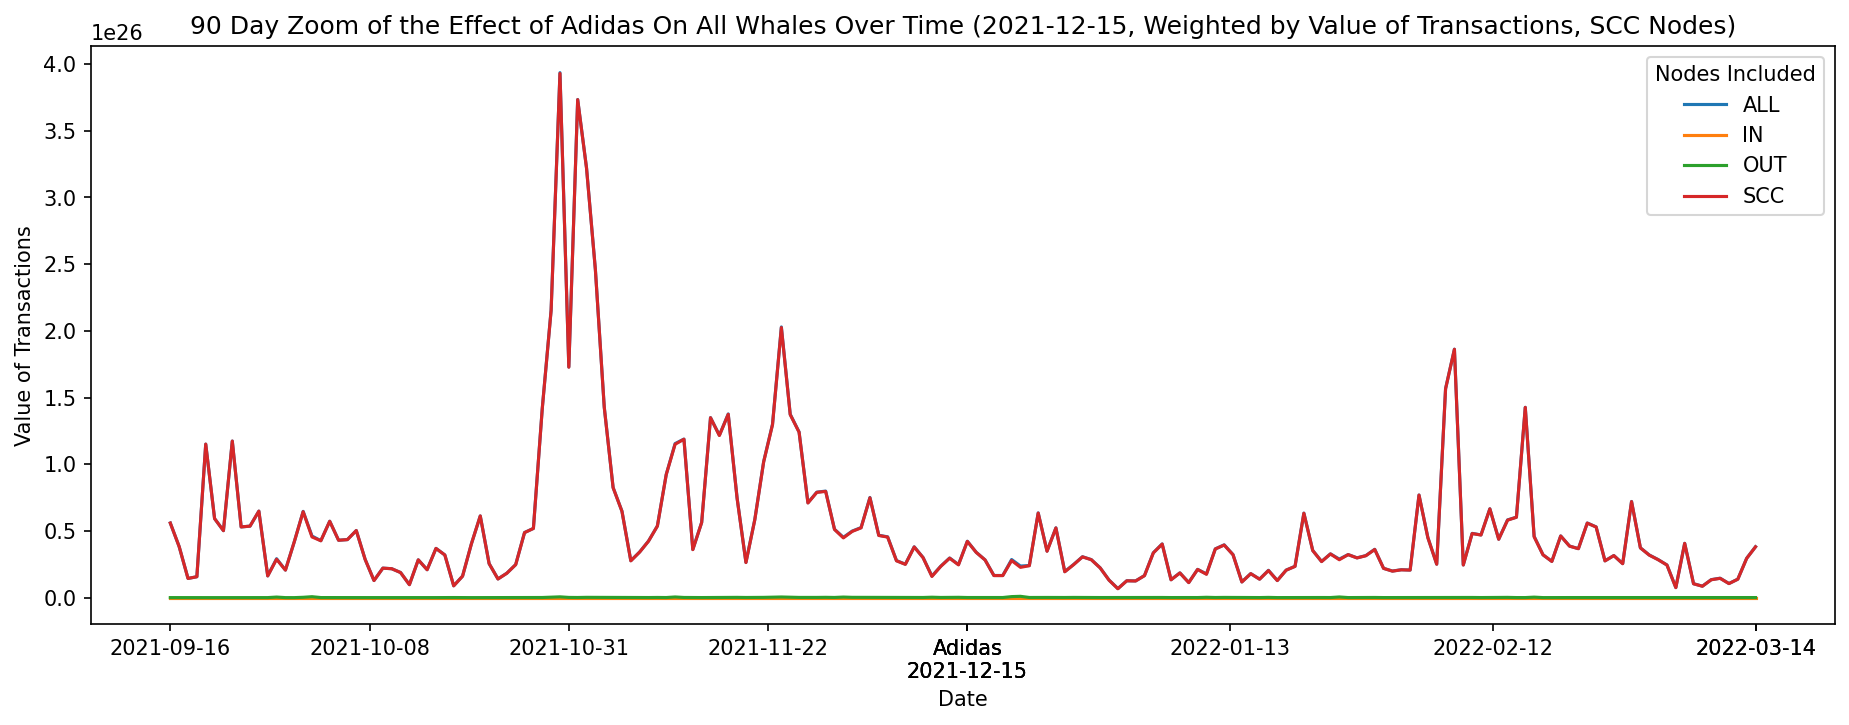 90 Day Zoom of the Effect of Adidas On All Whales Over Time (2021-12-15, Weighted by Value of Transactions, SCC Nodes)
1e26
4.0
3.5
3.0
2.5
2.0
1.5
1.0
0.5
0.0
Value of Transactions
Nodes Included
ALL
IN
OUT
SCC
2021-09-16
2021-10-08
2021-10-31
2021-11-22
Adidas
2021-12-15
2022-01-13
2022-02-12
2022-03-14
Date